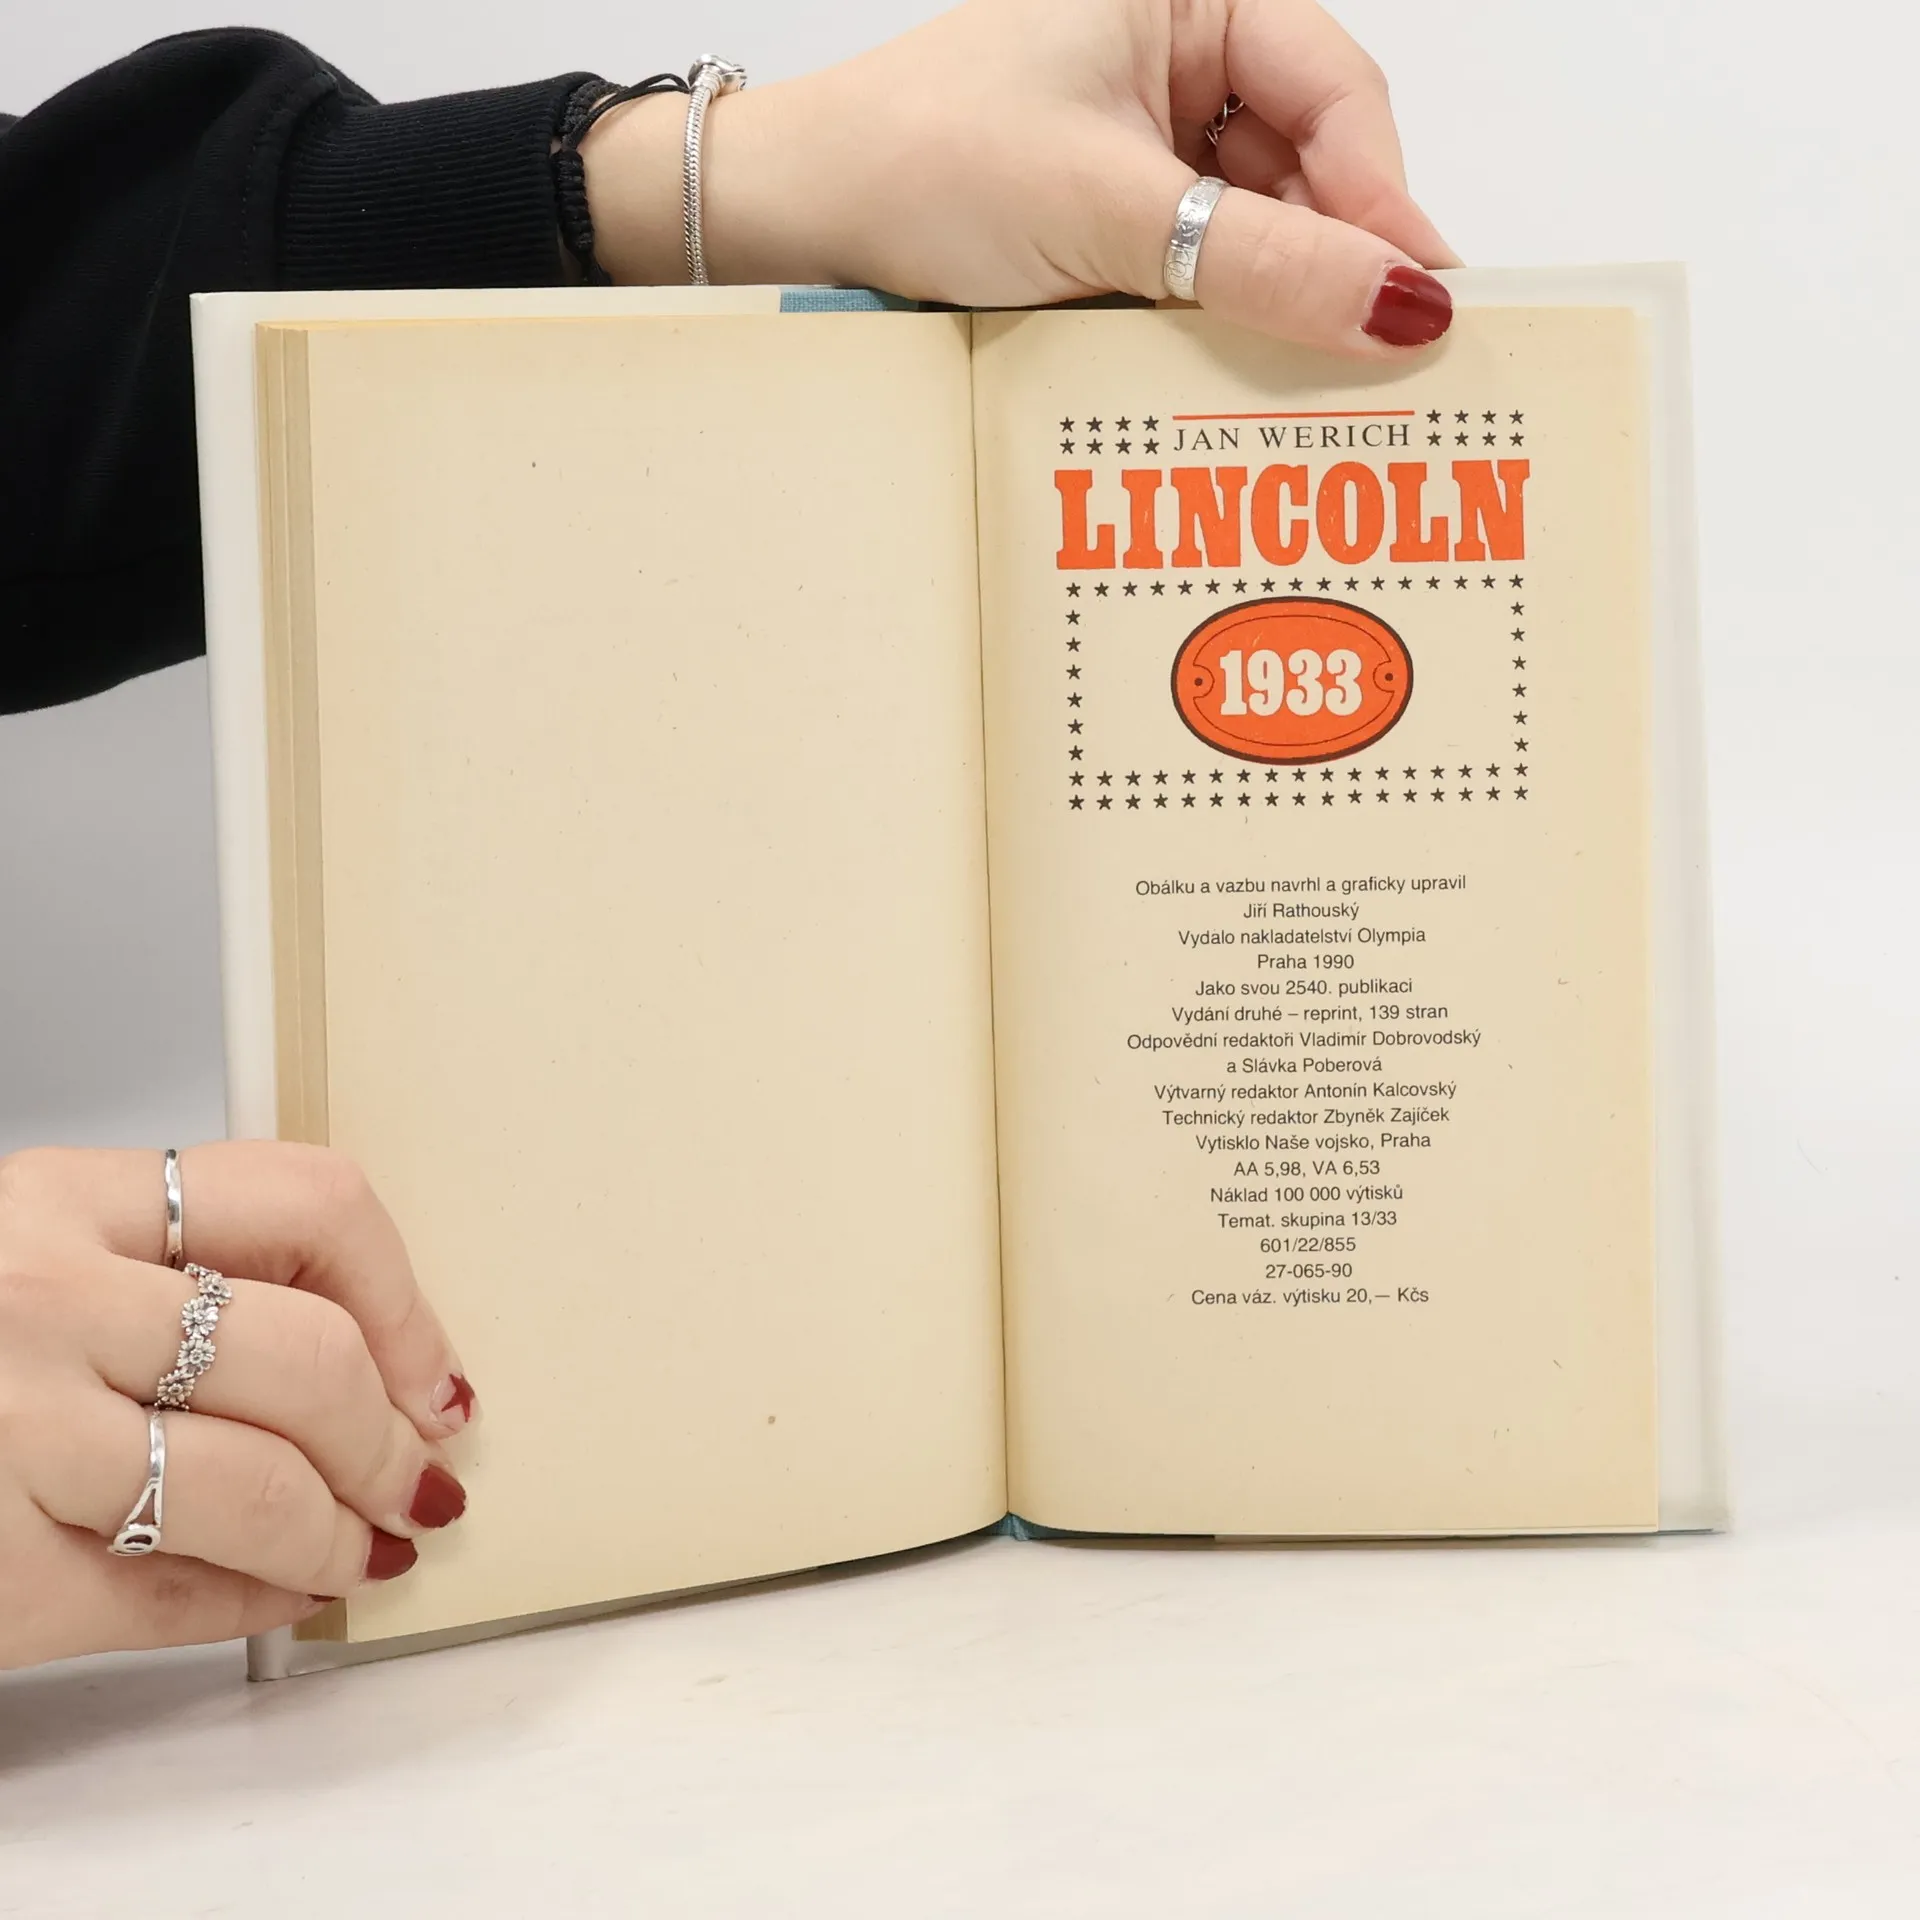 JAN WERICH
LINCOLN
1933
Obálku a vazbu navrhl a graficky upravil
Jiří Rathouský
Vydalo nakladatelství Olympia
Praha 1990
Jako svou 2540. publikaci
Vydání druhé – reprint, 139 stran
Odpovědní redaktoři Vladimír Dobrovodský
a Slávka Poberová
Výtvarný redaktor Antonín Kalcovský
Technický redaktor Zbyněk Zajíček
Vytisklo Naše vojsko, Praha
AA 5,98, VA 6,53
Náklad 100 000 výtisků
Temat. skupina 13/33
601/22/855
27-065-90
Cena váz. výtisku 20,— Kčs